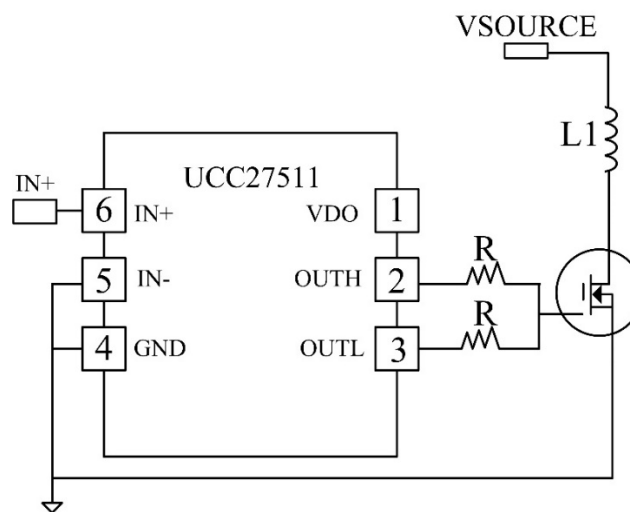 VSOURCE
L1
UCC27511
IN+
6 IN+
VDO 1
R
5 IN-
OUTH 2
R
4 GND
OUTL 3